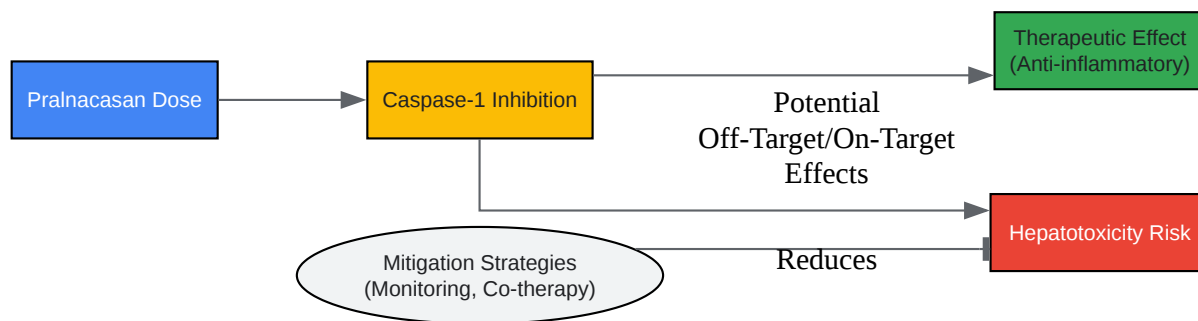 Pralnacasan Dose
Caspase-1 Inhibition
Therapeutic Effect
(Anti-inflammatory)
Potential
Off-Target/On-Target
Effects
Hepatotoxicity Risk
Mitigation Strategies
(Monitoring, Co-therapy)
Reduces